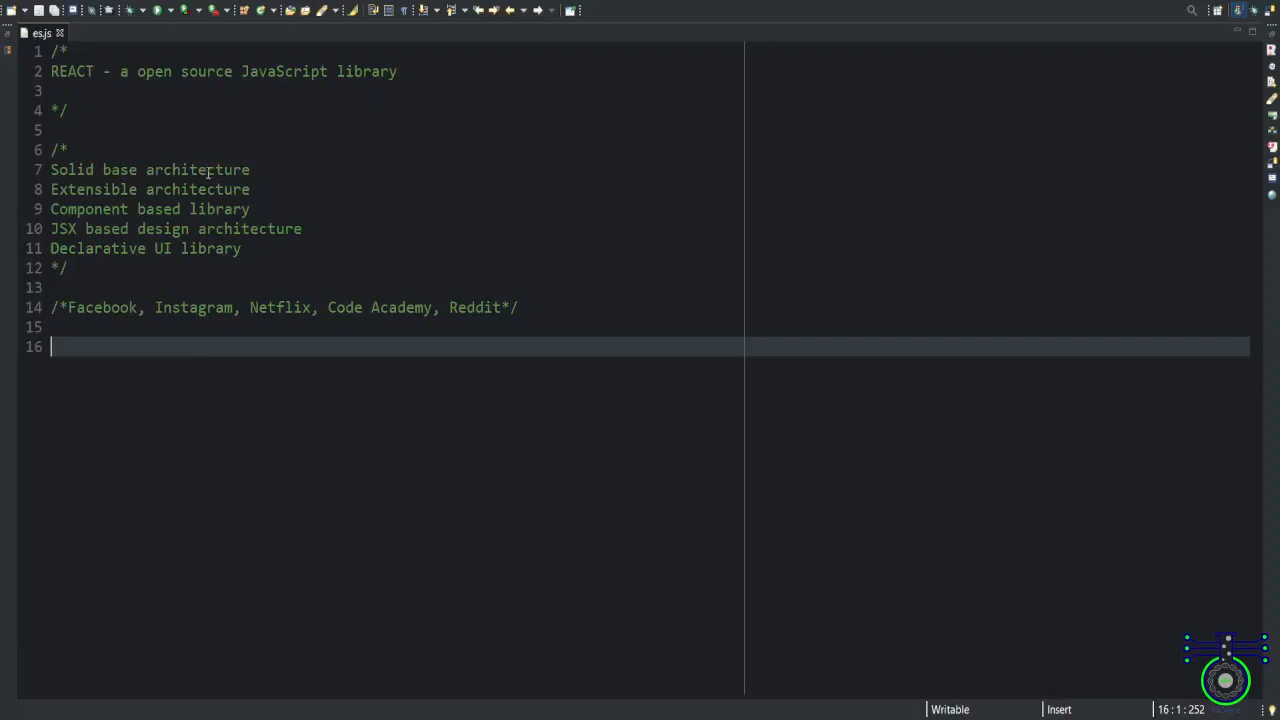 es.js
1 /*
2 REACT - a open source JavaScript library
3
4 */
5
6 /*
7 Solid base architecture
8 Extensible architecture
9 Component based library
10 JSX based design architecture
11 Declarative UI library
12 */
13
14 /*Facebook, Instagram, Netflix, Code Academy, Reddit*/
15
16
Writable Insert 16:1:252